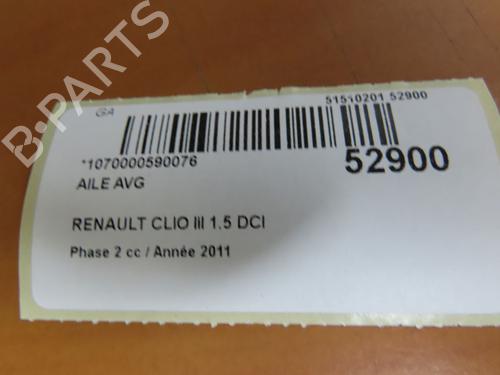 GA
51510201 52900
*1070000590076
52900
AILE AVG
RENAULT CLIO III 1.5 DCI
Phase 2 cc / Année 2011
B-PARTS